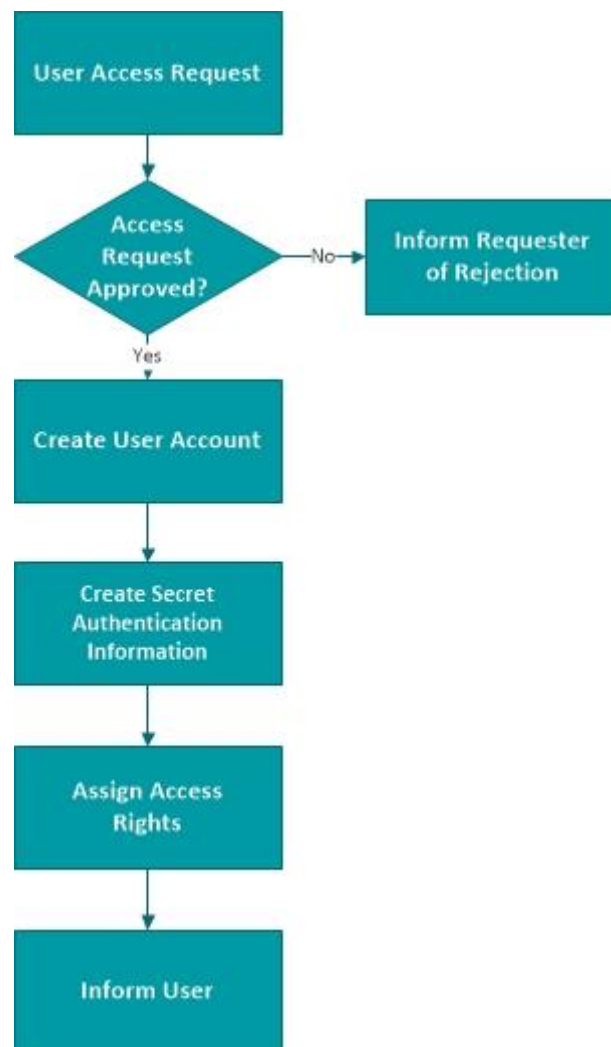 User Access Request
Access
Request
Approved?
No
Inform Requester
of Rejection
Yes
Create User Account
Create Secret
Authentication
Information
Assign Access
Rights
Inform User